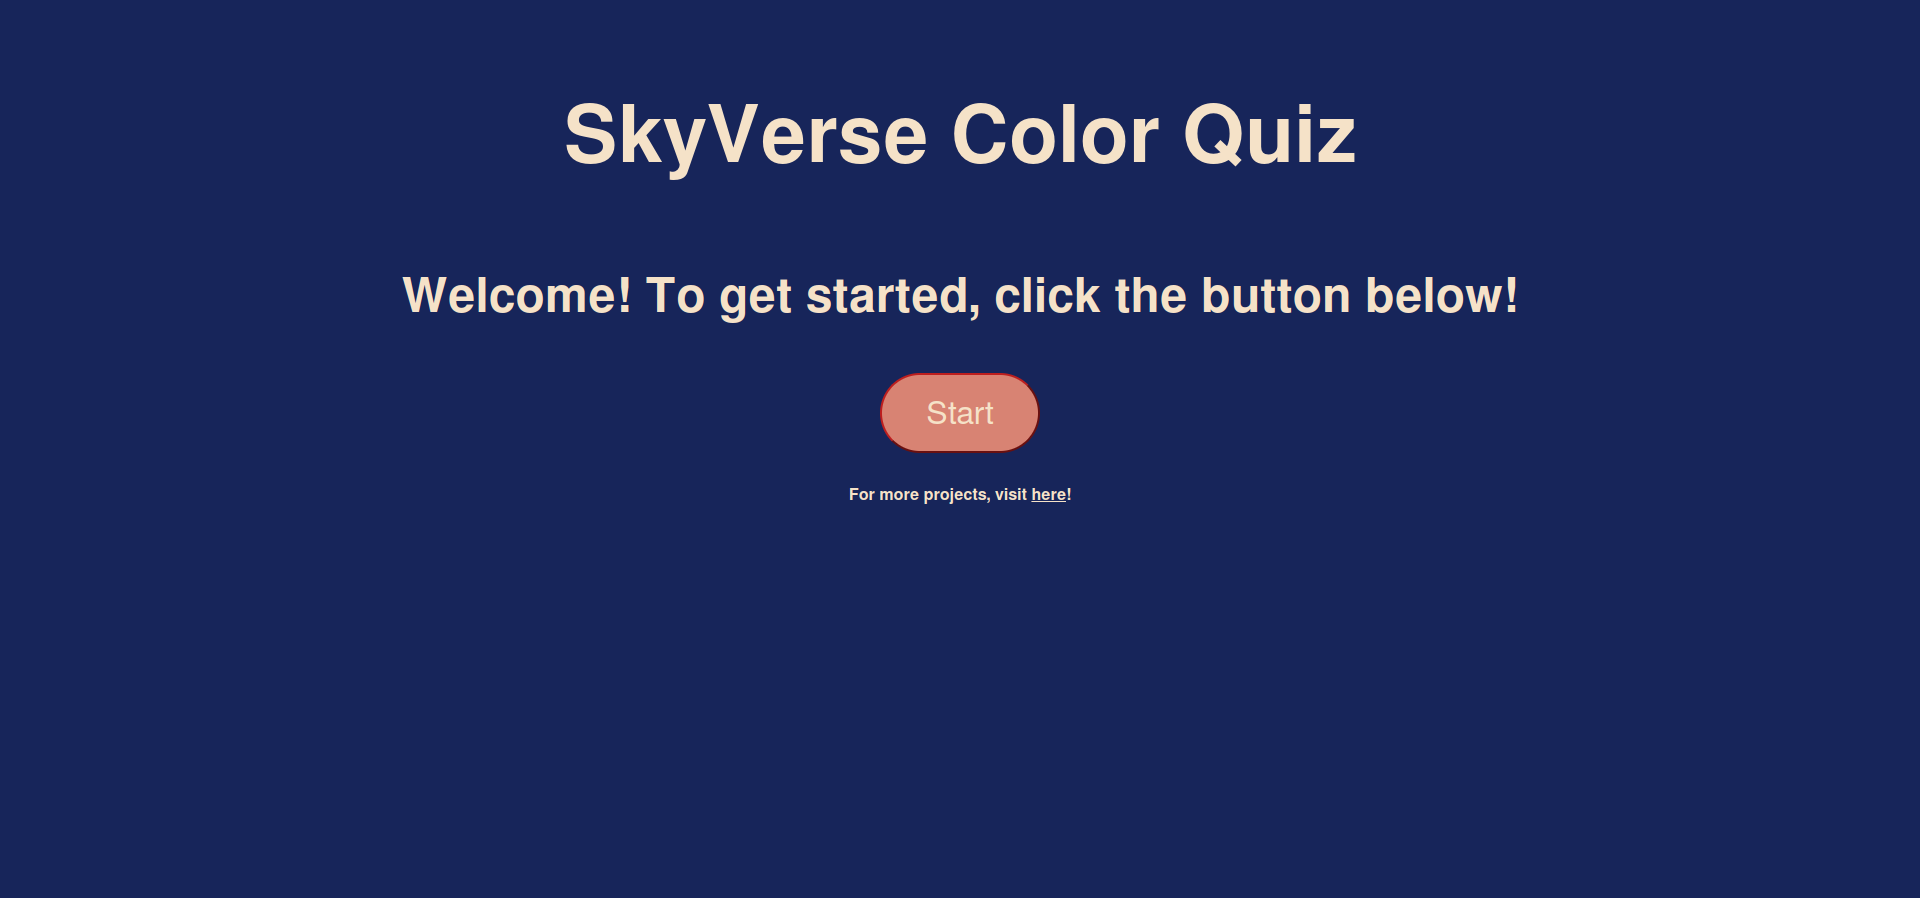 SkyVerse Color Quiz
Welcome! To get started, click the button below!
Start
For more projects, visit here!